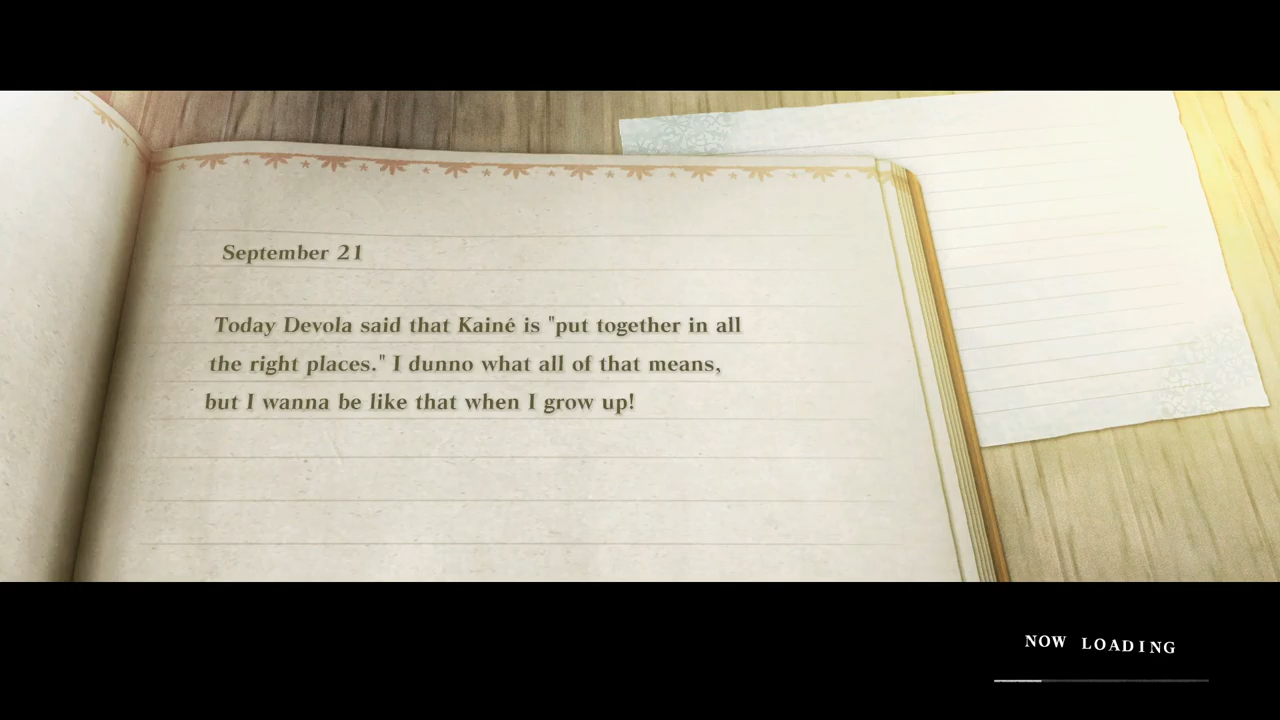 September 21
Today Devola said that Kainé is "put together in all
the right places." I dunno what all of that means,
but I wanna be like that when I grow up!
NOW LOADING